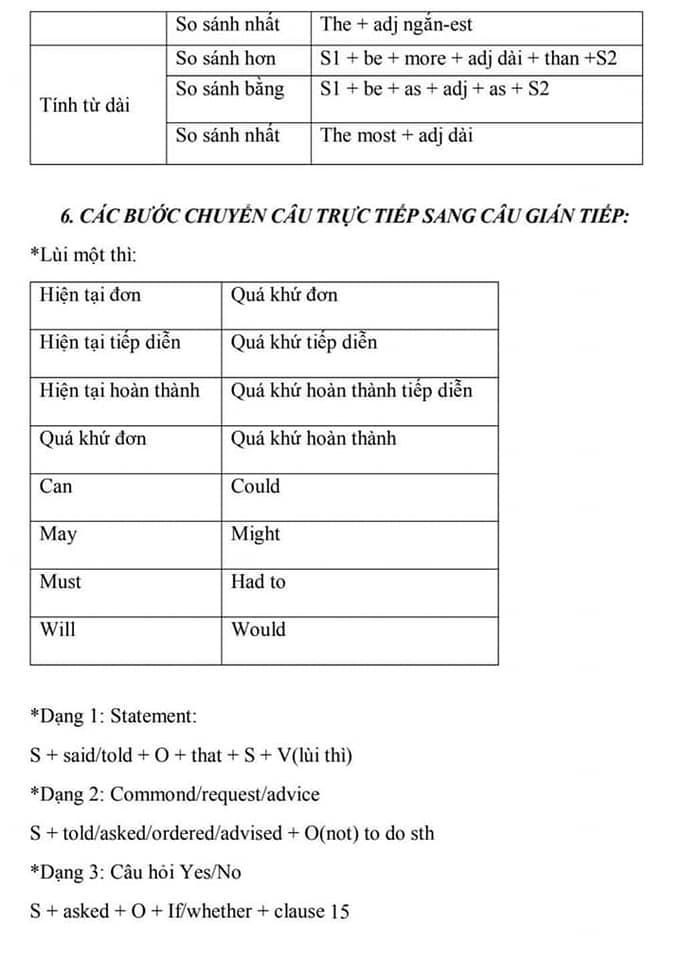 So sánh nhất The + adj ngắn-est
Tính từ dài
So sánh hơn S1 + be + more + adj dài + than +S2
So sánh bằng S1 + be + as + adj + as + S2
So sánh nhất The most + adj dài
6. CÁC BƯỚC CHUYỂN CÂU TRỰC TIẾP SANG CÂU GIÁN TIẾP:
*Lùi một thì:
Hiện tại đơn Quá khứ đơn
Hiện tại tiếp diễn Quá khứ tiếp diễn
Hiện tại hoàn thành Quá khứ hoàn thành tiếp diễn
Quá khứ đơn Quá khứ hoàn thành
Can Could
May Might
Must Had to
Will Would
*Dạng 1: Statement:
S + said/told + O + that + S + V(lùi thì)
*Dạng 2: Commond/request/advice
S + told/asked/ordered/advised + O(not) to do sth
*Dạng 3: Câu hỏi Yes/No
S + asked + O + If/whether + clause 15